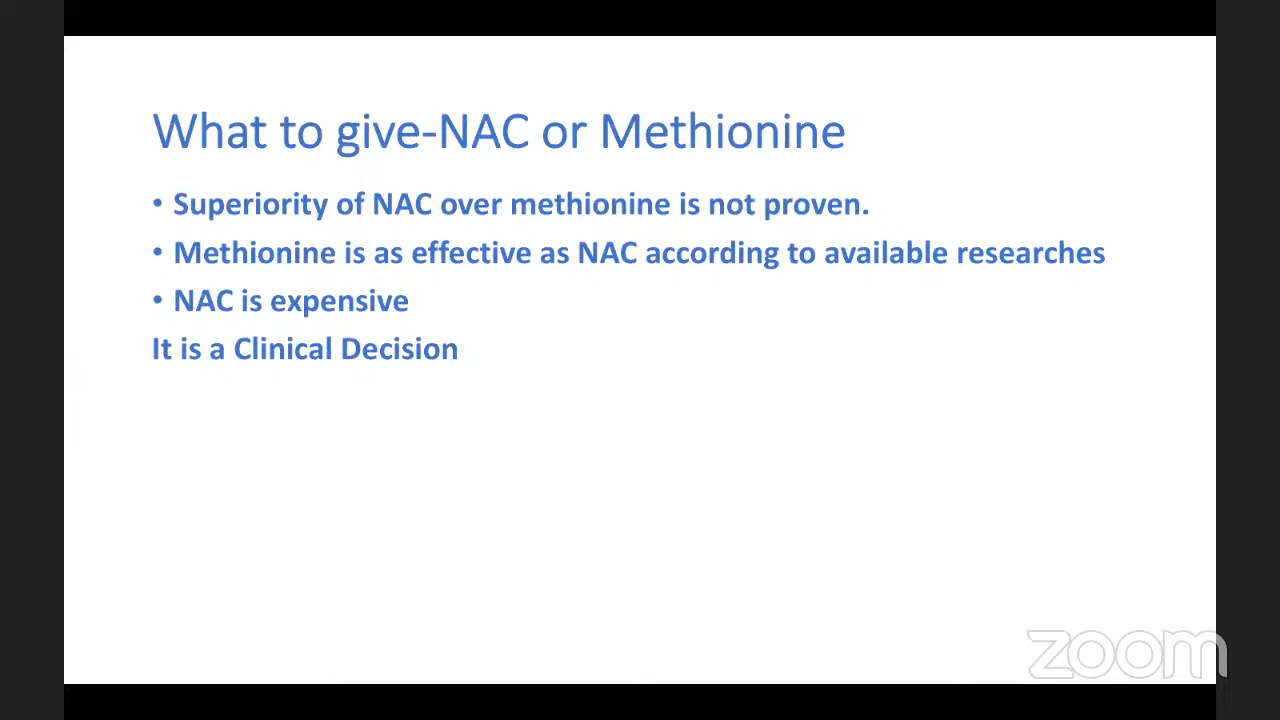 What to give-NAC or Methionine
• Superiority of NAC over methionine is not proven.
• Methionine is as effective as NAC according to available researches
• NAC is expensive
It is a Clinical Decision
zoom